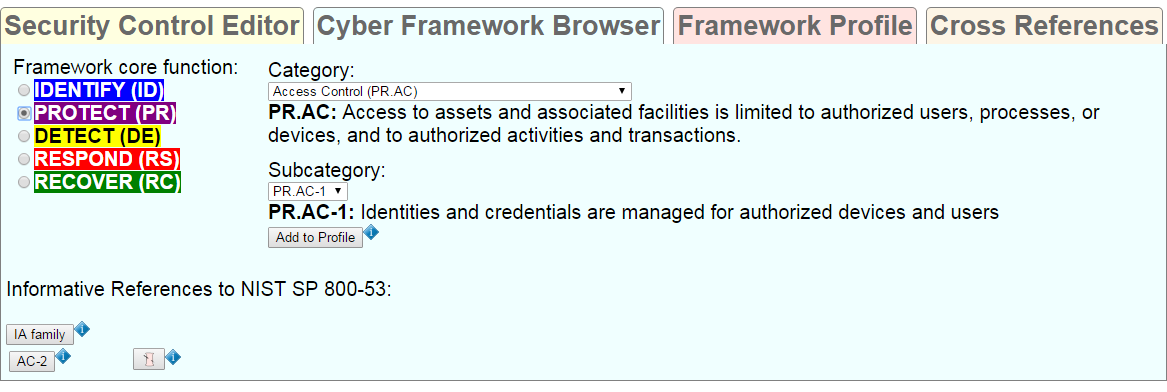 Security Control Editor
Cyber Framework Browser
Framework Profile
Cross References
Framework core function:
IDENTIFY (ID)
PROTECT (PR)
DETECT (DE)
RESPOND (RS)
RECOVER (RC)
Category:
Access Control (PR.AC)
PR.AC: Access to assets and associated facilities is limited to authorized users, processes, or
devices, and to authorized activities and transactions.
Subcategory:
PR.AC-1
PR.AC-1: Identities and credentials are managed for authorized devices and users
Add to Profile
Informative References to NIST SP 800-53:
IA family
AC-2